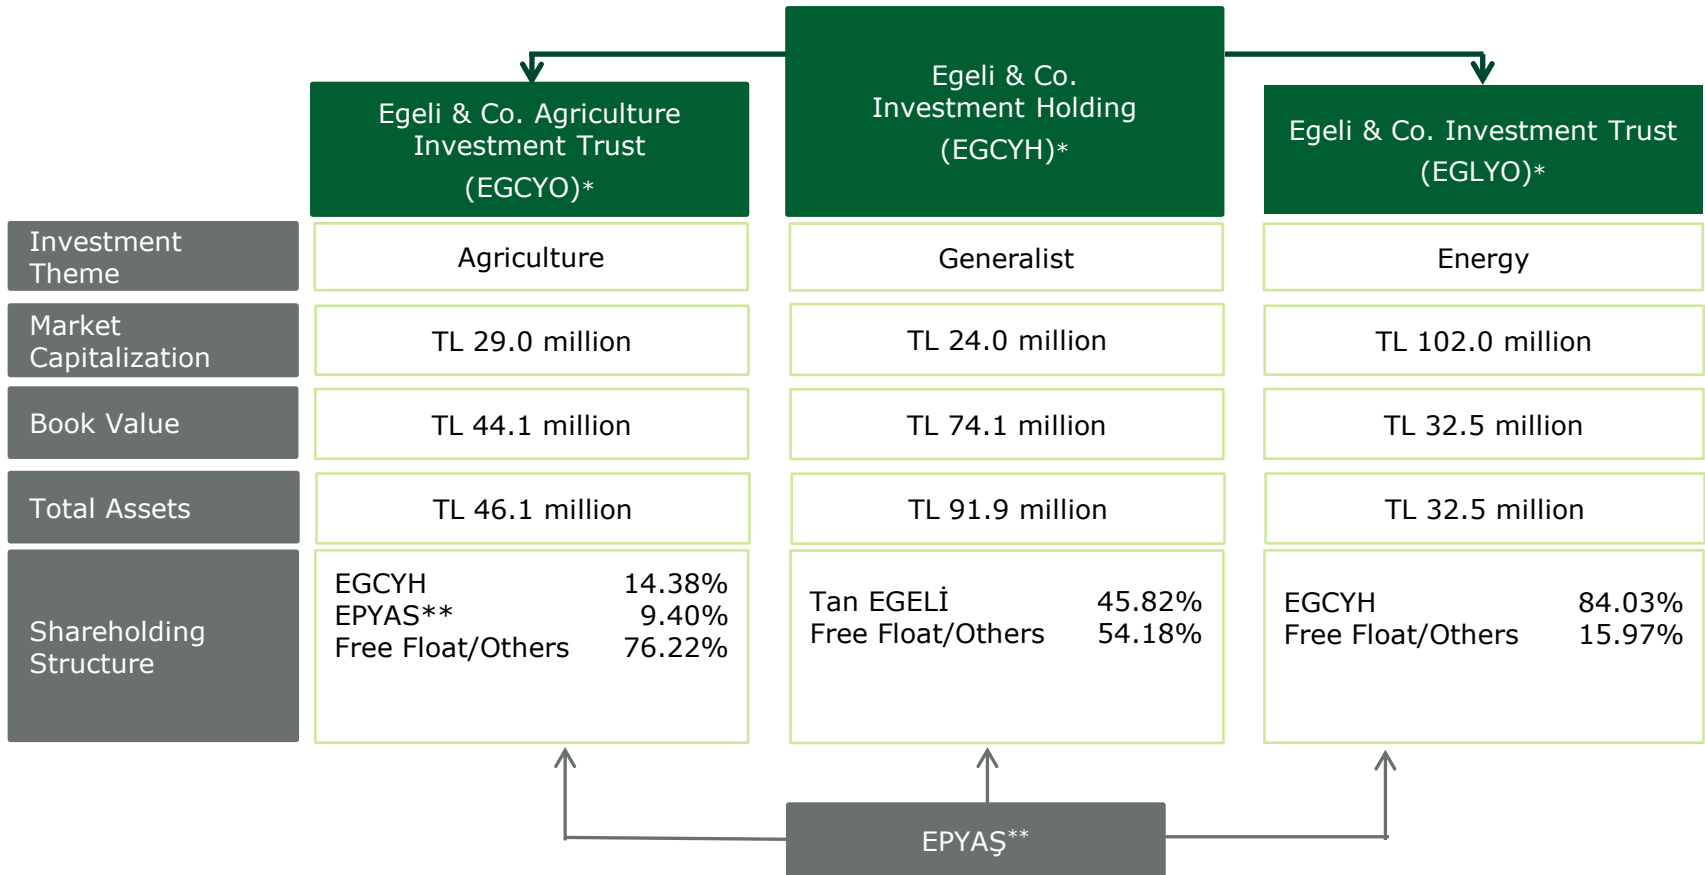 Egeli & Co.
Investment Holding
(EGCYH)*
Egeli & Co. Agriculture
Investment Trust
(EGCYO)*
Egeli & Co. Investment Trust
(EGLYO)*
Investment
Theme
Agriculture
Generalist
Energy
Market
Capitalization
TL 29.0 million
TL 24.0 million
TL 102.0 million
Book Value
TL 44.1 million
TL 74.1 million
TL 32.5 million
Total Assets
TL 46.1 million
TL 91.9 million
TL 32.5 million
Shareholding
Structure
EGCYH 14.38%
EPYAS** 9.40%
Free Float/Others 76.22%
Tan EGELİ 45.82%
Free Float/Others 54.18%
EGCYH 84.03%
Free Float/Others 15.97%
EPYAŞ**